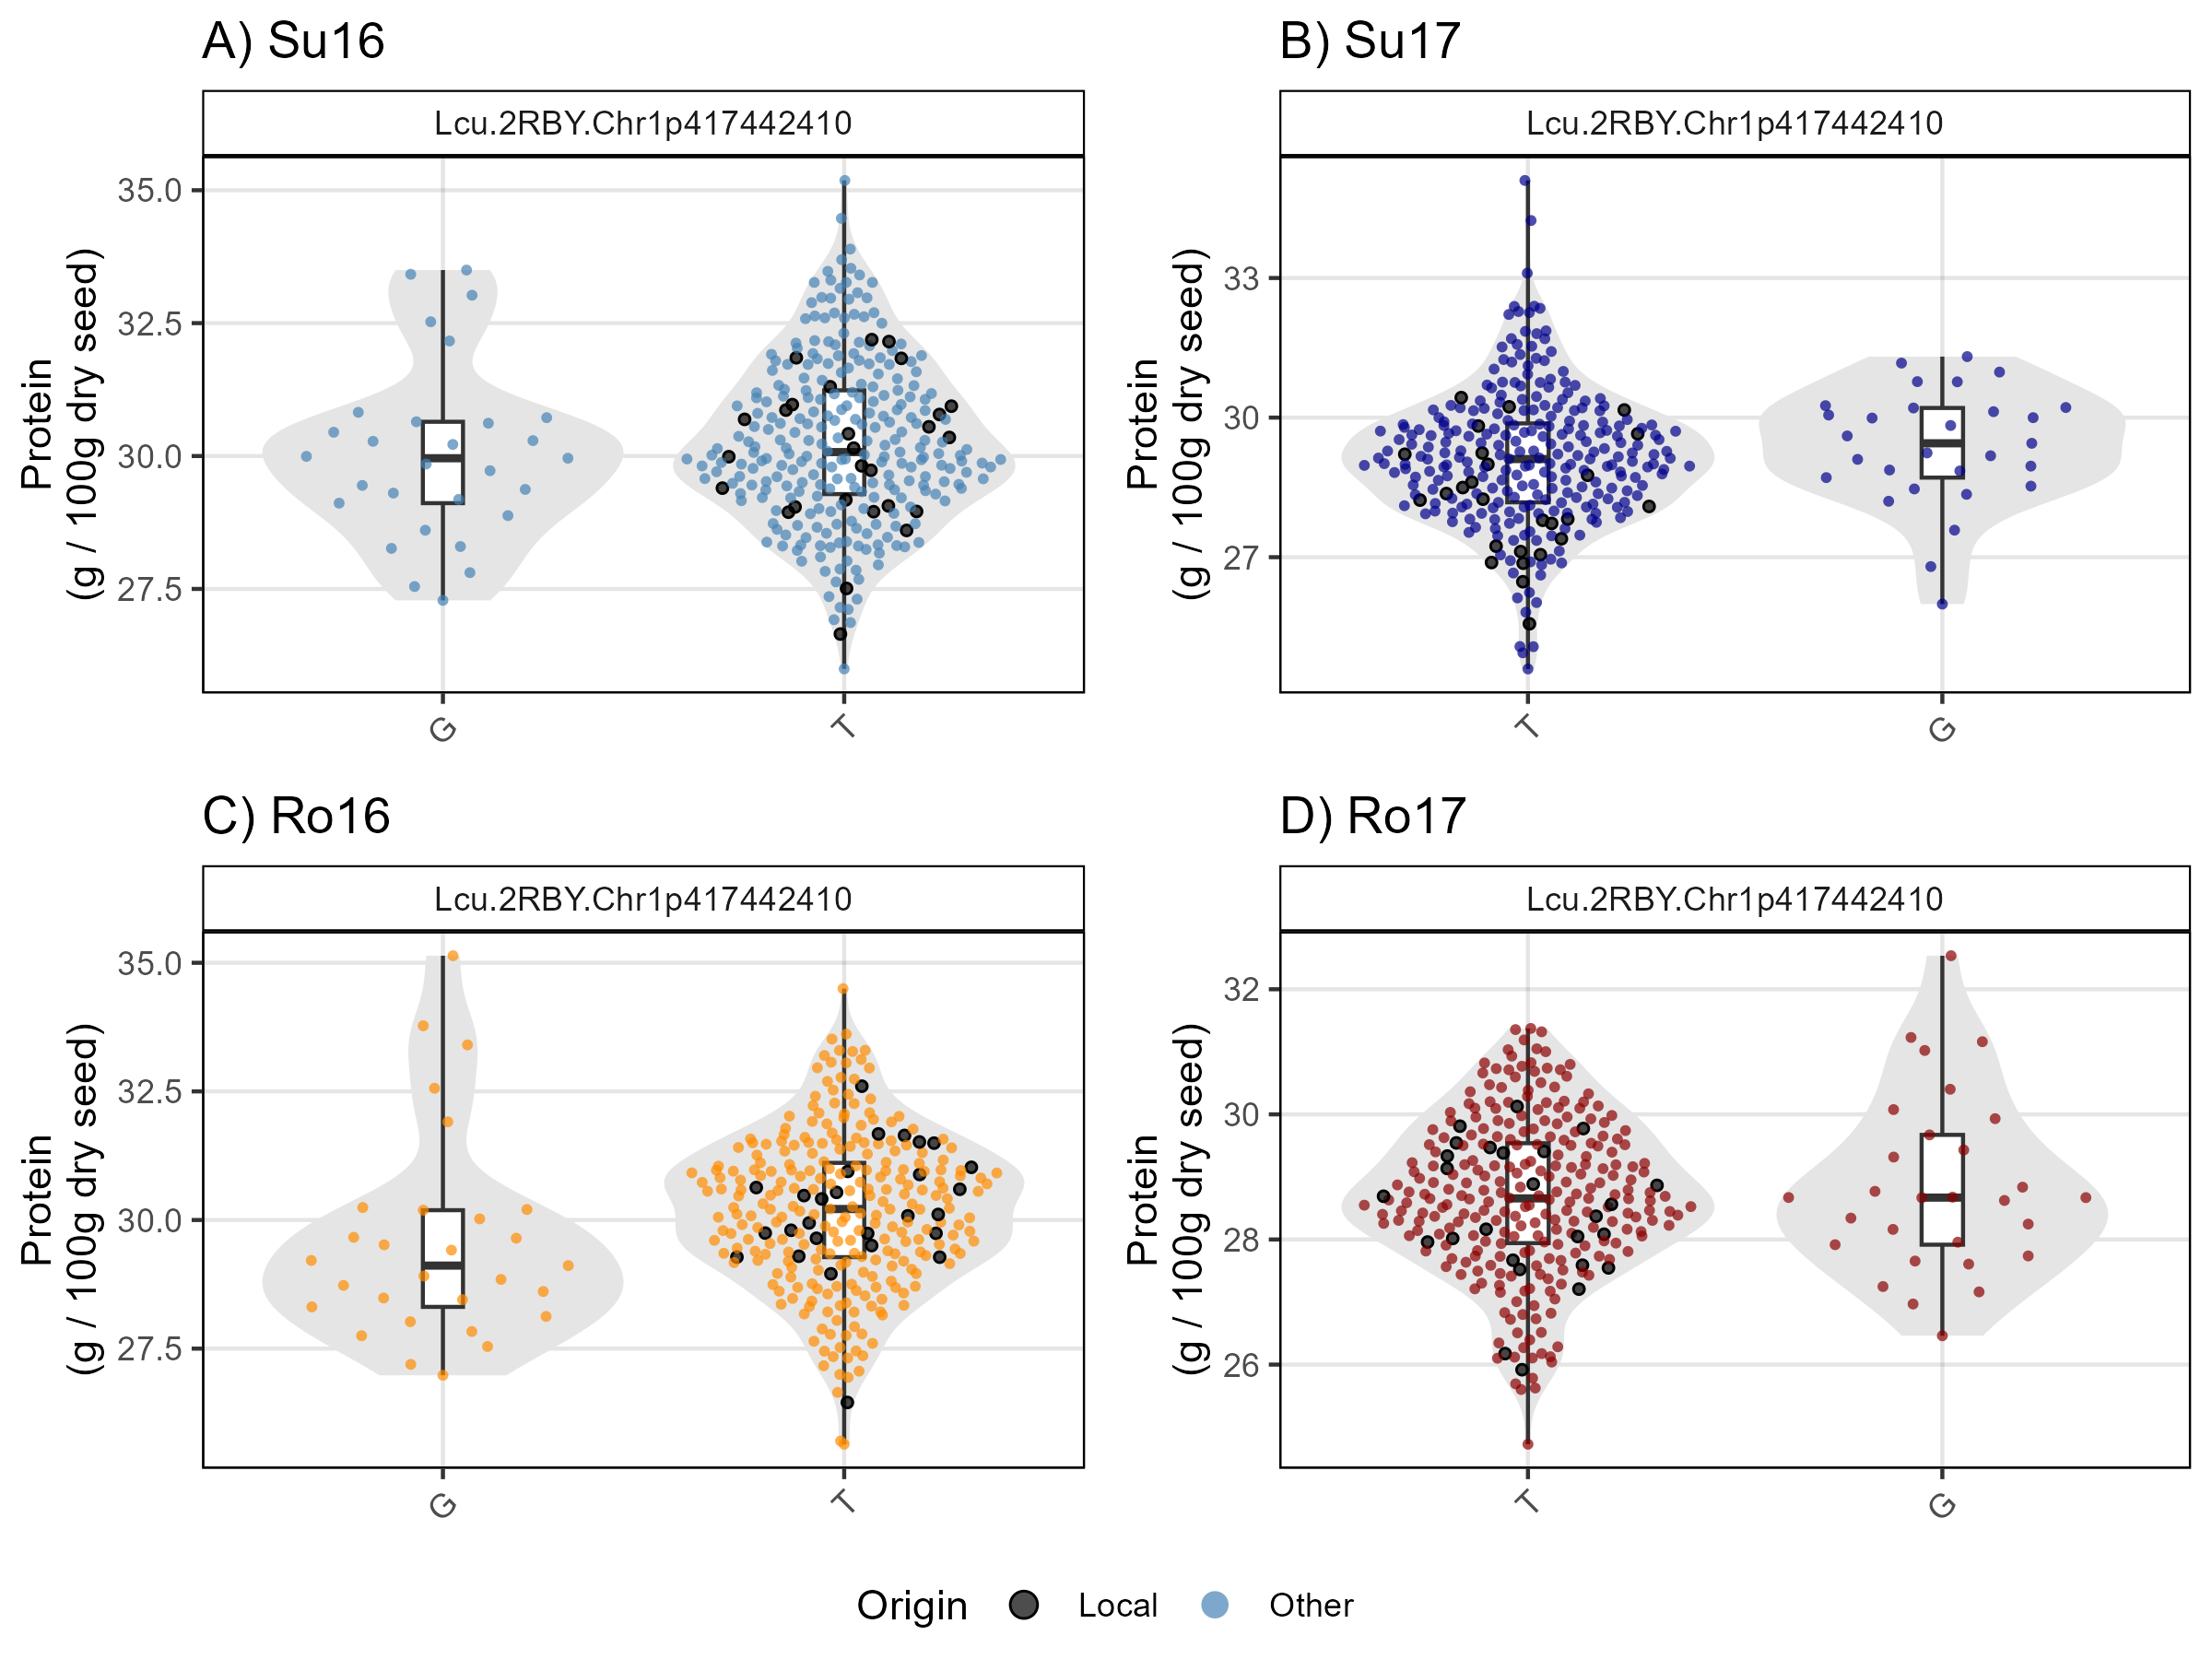 A) Su16
Lcu.2RBY.Chr1p417442410
Protein
(g / 100g dry seed)
35.0
32.5
30.0
27.5
G
T
B) Su17
Lcu.2RBY.Chr1p417442410
Protein
(g / 100g dry seed)
33
30
27
T
G
C) Ro16
Lcu.2RBY.Chr1p417442410
Protein
(g / 100g dry seed)
35.0
32.5
30.0
27.5
G
T
D) Ro17
Lcu.2RBY.Chr1p417442410
Protein
(g / 100g dry seed)
32
30
28
26
T
G
Origin
Local
Other